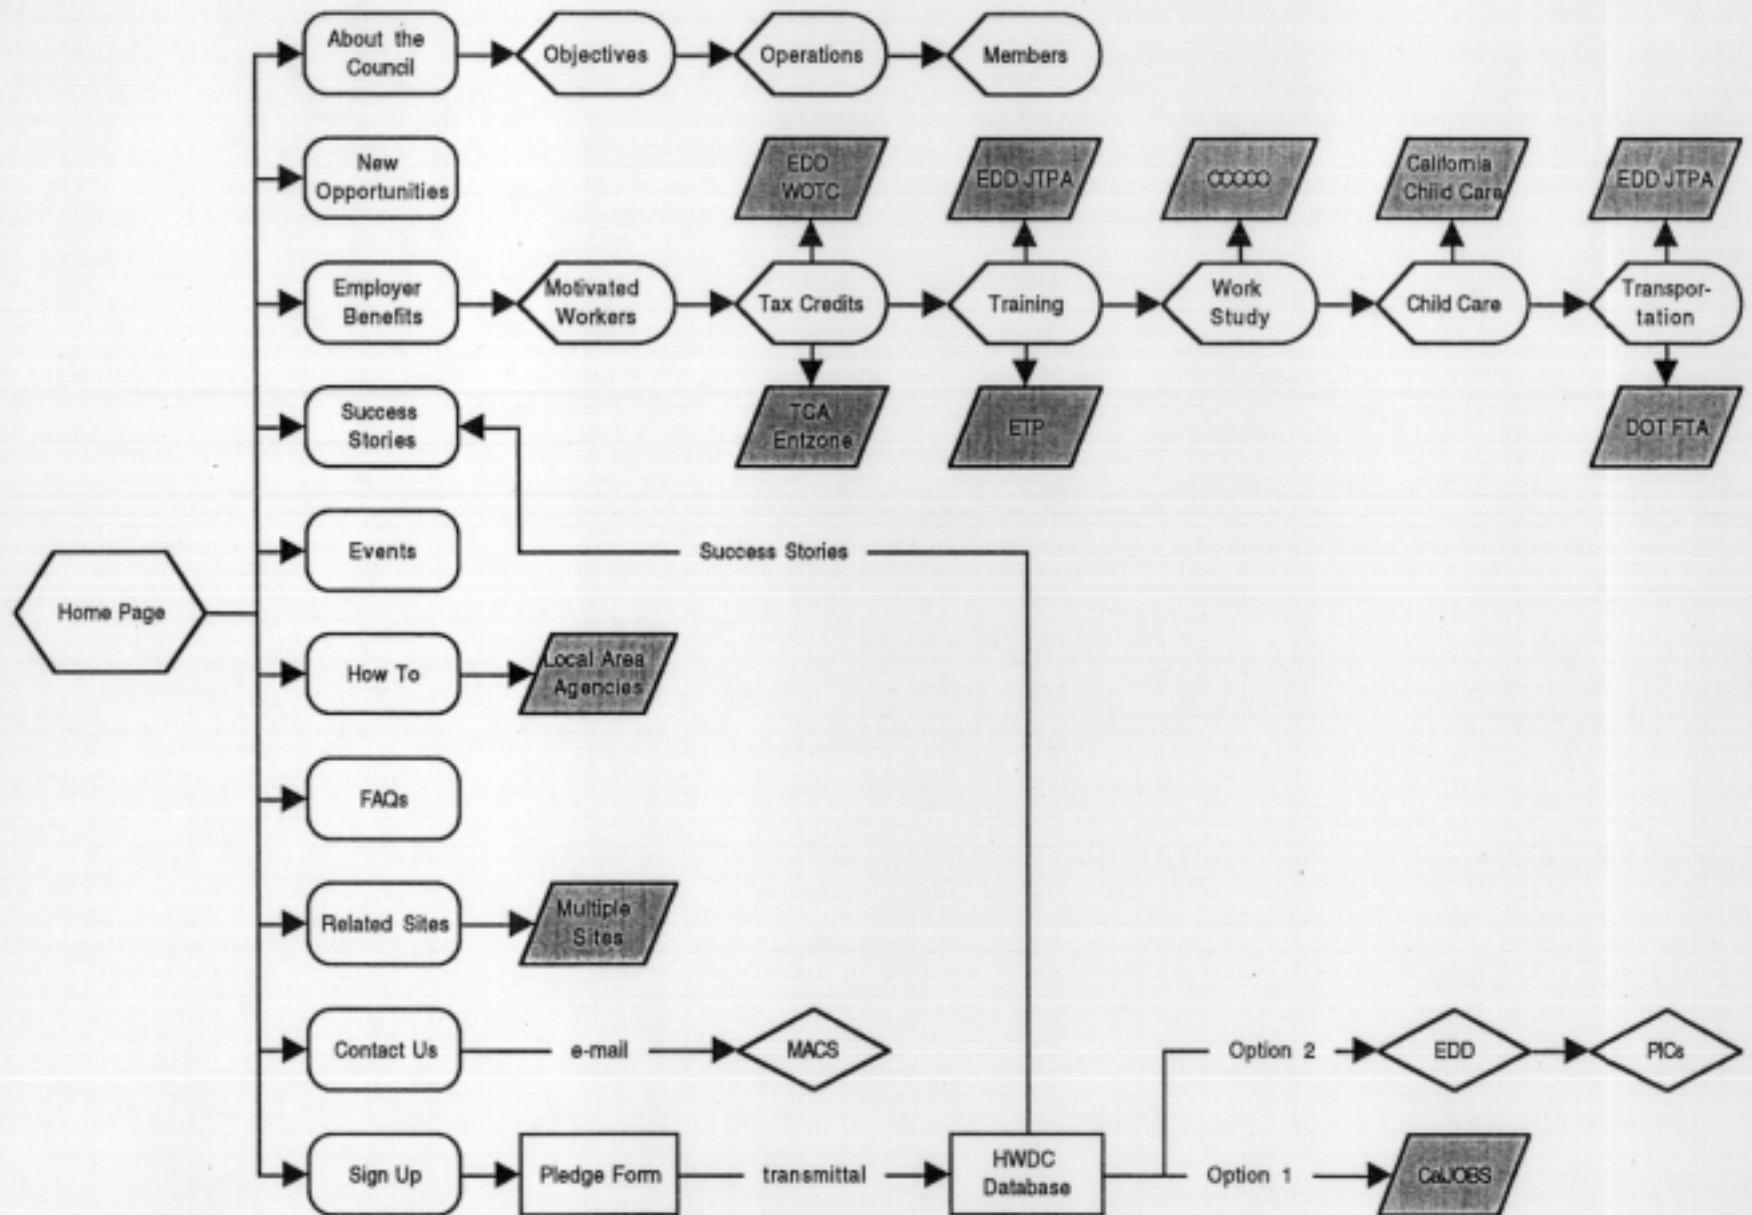 About the
Council
Objectives
Operations
Members
New
Opportunities
EDD
WOTC
EDD JTPA
California
Child Care
EDD JTPA
Employer
Benefits
Motivated
Workers
Tax Credits
Training
Work
Study
Child Care
Transpor-
tation
Success
Stories
TCA
Entzone
ETP
DOT FTA
Events
Success Stories
Home Page
How To
Local Area
Agencies
FAQs
Related Sites
Multiple
Sites
Contact Us
e-mail
MACS
Option 2
EDD
PICs
Sign Up
Pledge Form
transmittal
HWDC
Database
Option 1
CalJOBS